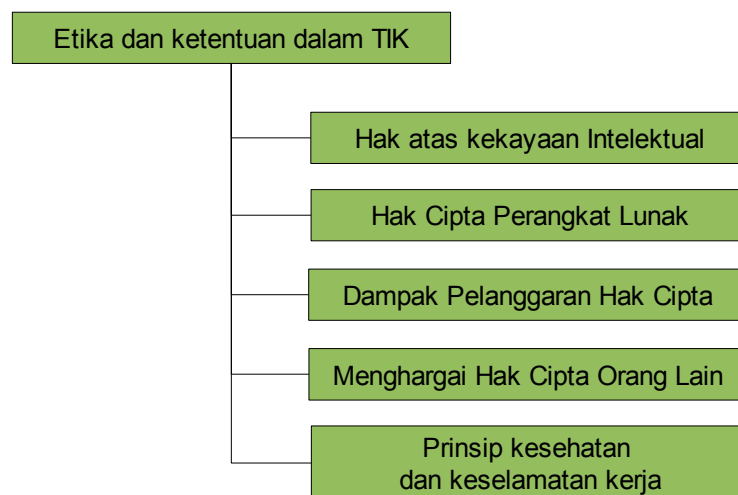 Etika dan ketentuan dalam TIK
Hak atas kekayaan Intelektual
Hak Cipta Perangkat Lunak
Dampak Pelanggaran Hak Cipta
Menghargai Hak Cipta Orang Lain
Prinsip kesehatan
dan keselamatan kerja